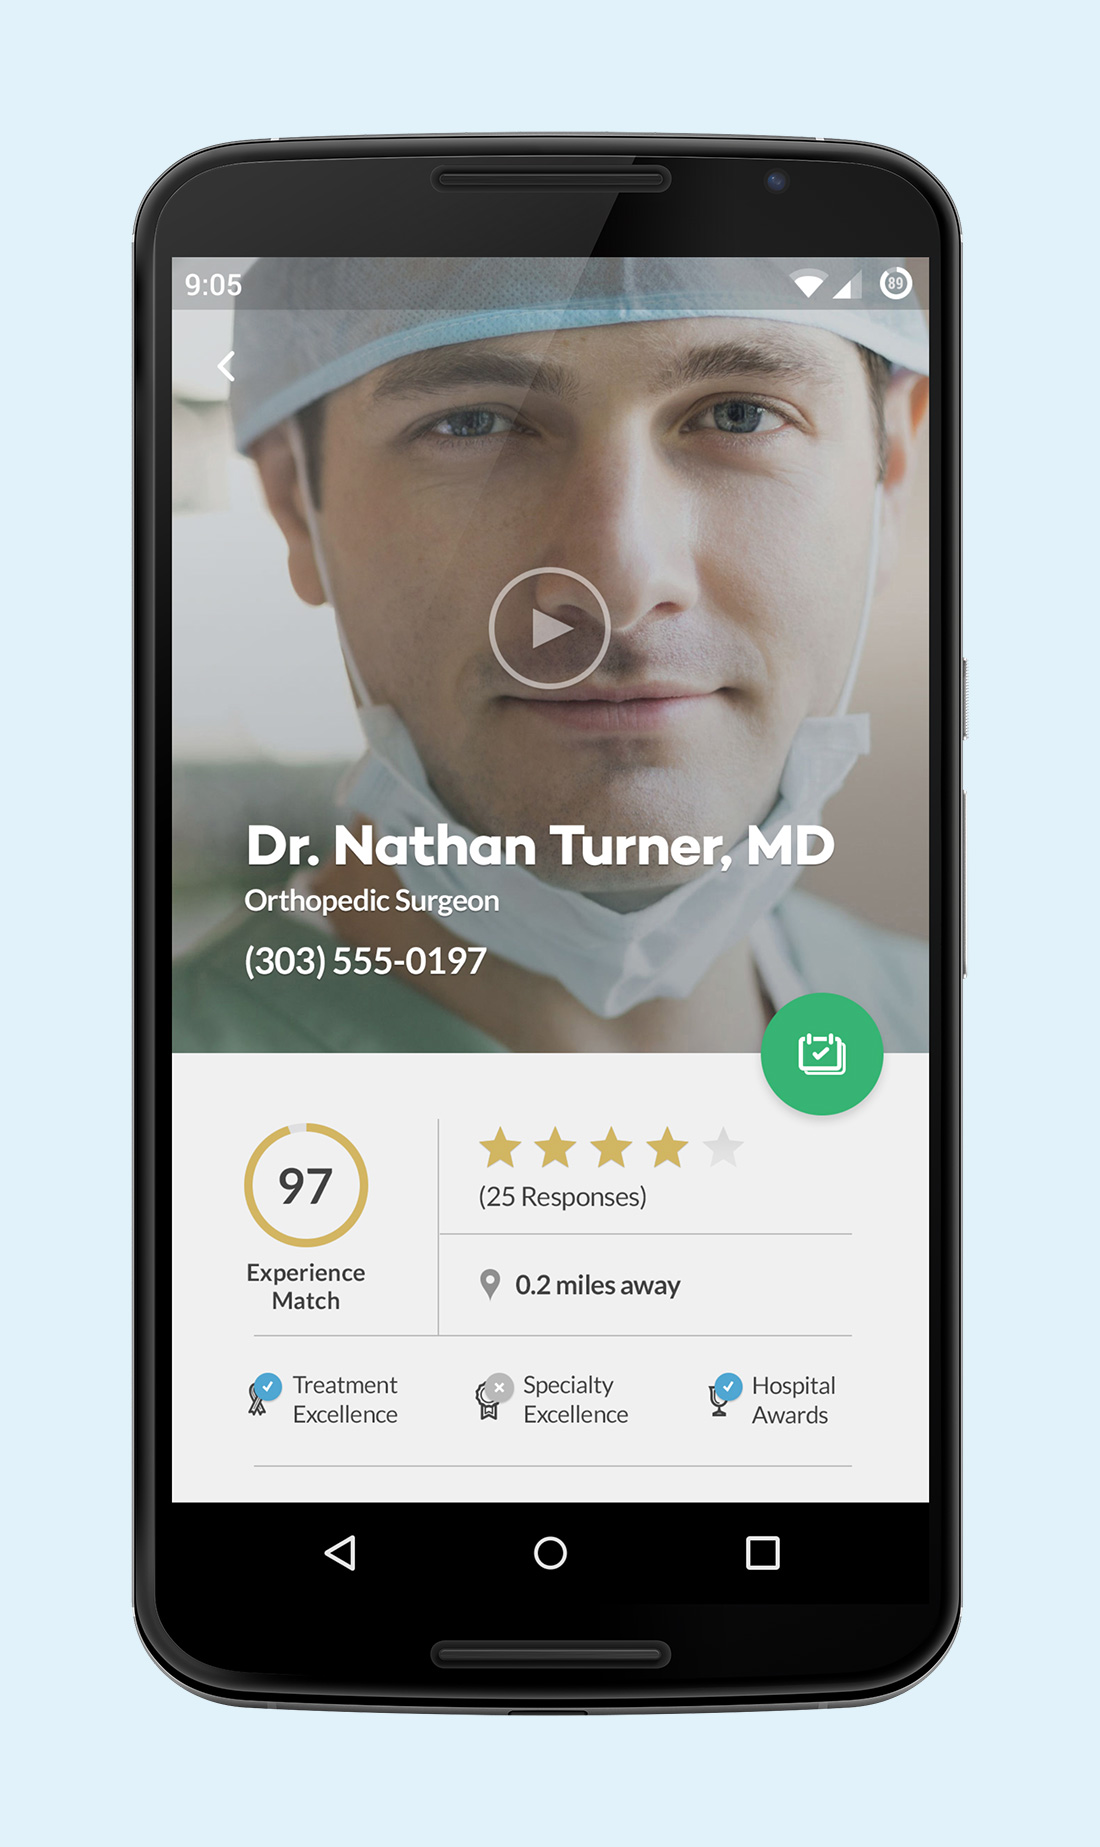 9:05
89
Dr. Nathan Turner, MD
Orthopedic Surgeon
(303) 555-0197
97
Experience
Match
(25 Responses)
0.2 miles away
Treatment
Excellence
Specialty
Excellence
Hospital
Awards